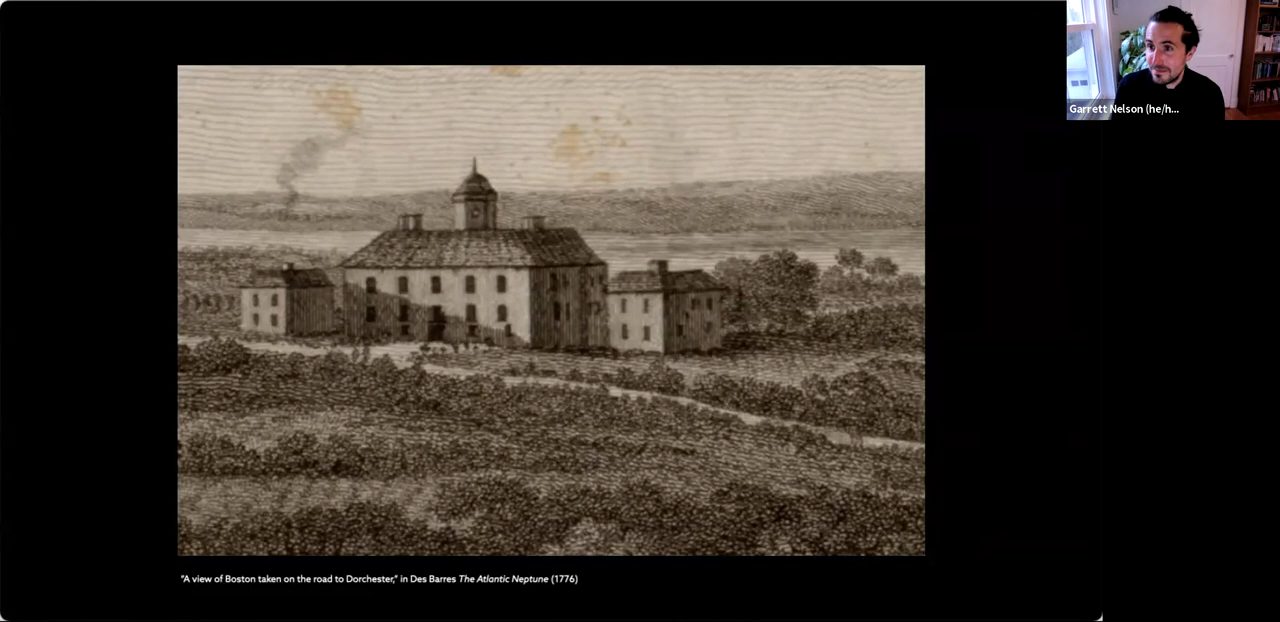 Garrett Nelson (he/h...
"A view of Boston taken on the road to Dorchester," in Des Barres The Atlantic Neptune (1776)